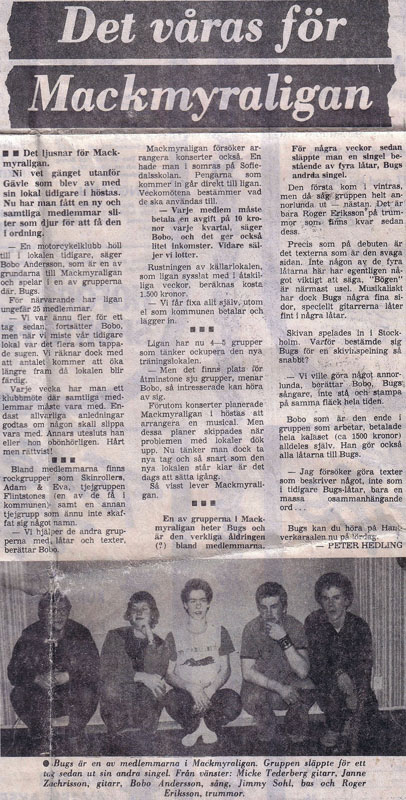 Det våras för
Mackmyraligan
■ ■ Det ljusnar för Mack-
myraligan.
Ni vet gänget utanför
Gävle som blev av med
sin lokal tidigare i höstas.
Nu har man fått en ny och
samtliga medlemmar sli-
ter som djur för att få den
i ordning.
— En motorcykelklubb höll
till i lokalen tidigare, säger
Bobo Andersson, som är en av
grundarna till Mackmyraligan
och spelar i en av grupperna
där, Bugs.
För närvarande har ligan
ungefär 25 medlemmar.
— Vi var ännu fler för ett
tag sedan, fortsätter Bobo,
men när vi miste vår tidigare
lokal var det flera som tappa-
de sugen. Vi räknar dock med
att antalet kommer att öka
längre fram då lokalen blir
färdig.
Varje vecka har man ett
klubbmöte där samtliga med-
lemmar måste vara med. En-
dast allvarliga anledningar
godtas om någon skall slippa
vara med. Annars utesluts han
eller hon obönhörligen. Hårt
men rättvist!
■ ■ ■
Bland medlemmarna finns
rockgrupper som Skinrollers,
Adam & Eva, tjejgruppen
Flintstones (en av de få i
kommunen) samt en annan
tjejgrupp som ännu inte skaf-
fat sig något namn.
— Vi hjälper de andra grup-
perna med låtar och texter,
berättar Bobo.
Mackmyraligan försöker ar-
rangera konserter också. En
hade man i somras på Sofie-
dalsskolan. Pengarna som
kommer in går direkt till ligan.
Veckomötena bestämmer vad
de ska användas till.
— Varje medlem måste
betala en avgift på 10 kro-
nor varje kvartal, säger
Bobo, och det ger också
litet inkomster. Vidare säl-
jer vi lotter.
Rustningen av källarlokalen,
som ligan sysslat med i åtskil-
liga veckor, beräknas kosta
1.500 kronor.
— Vi får fixa allt själv, utom
el som kommunen betalar och
lägger in.
■ ■ ■
Ligan har nu 4—5 grupper
som tänker ockupera den nya
träningslokalen.
— Men det finns plats för
åtminstone sju grupper, menar
Bobo, så intresserade kan höra
av sig.
Förutom konserter planerade
Mackmyraligan i höstas att
arrangera en musical. Men
dessa planer skippades när
problemen med lokaler dök
upp. Nu tänker man dock ta
nya tag och så snart som den
nya lokalen står klar är det
dags att sätta igång.
Så visst lever Mackmyrali-
gan.
■ ■ ■
En av grupperna i Mack-
myraligan heter Bugs och
är den verkliga åldringen
(?) bland medlemmarna.
För några veckor sedan
släppte man en singel be-
stående av fyra låtar, Bugs
andra singel.
Den första kom i vintras,
men då såg gruppen helt an-
norlunda ut — nästan. Det är
bara Roger Eriksson på trum-
mor som finns kvar sedan
dess.
Precis som på debuten är
det texterna som är den svaga
sidan. Inte någon av de fyra
låtarna här har egentligen nå-
got viktigt att säga. "Bögen"
är närmast usel. Musikaliskt
har dock Bugs några fina si-
dor, speciellt gitarrerna låter
fint i några låtar.
Skivan spelades in i Stock-
holm. Varför bestämde sig
Bugs för en skivinspelning så
snabbt?
— Vi ville göra något annor-
lunda, berättar Bobo, Bugs
sångare, inte stå och stampa
på samma fläck hela tiden.
Bobo som är den ende i
gruppen som arbetar, betalade
hela kalaset (ca 1500 kronor)
alldeles själv. Han gör också
alla låtarna till Bugs.
— Jag försöker göra texter
som beskriver något, inte som
i tidigare Bugs-låtar, bara en
massa osammanhängande
ord . . .
Bugs kan du höra på
nu på lördag.
— PETER HEDLING
● Bugs är en av medlemmarna i Mackmyraligan. Gruppen släppte för ett
tag sedan ut sin andra singel. Från vänster: Micke Tederberg gitarr, Janne
Zachrisson, gitarr, Bobo Andersson, sång, Jimmy Sohl, bas och Roger
Eriksson, trummor.